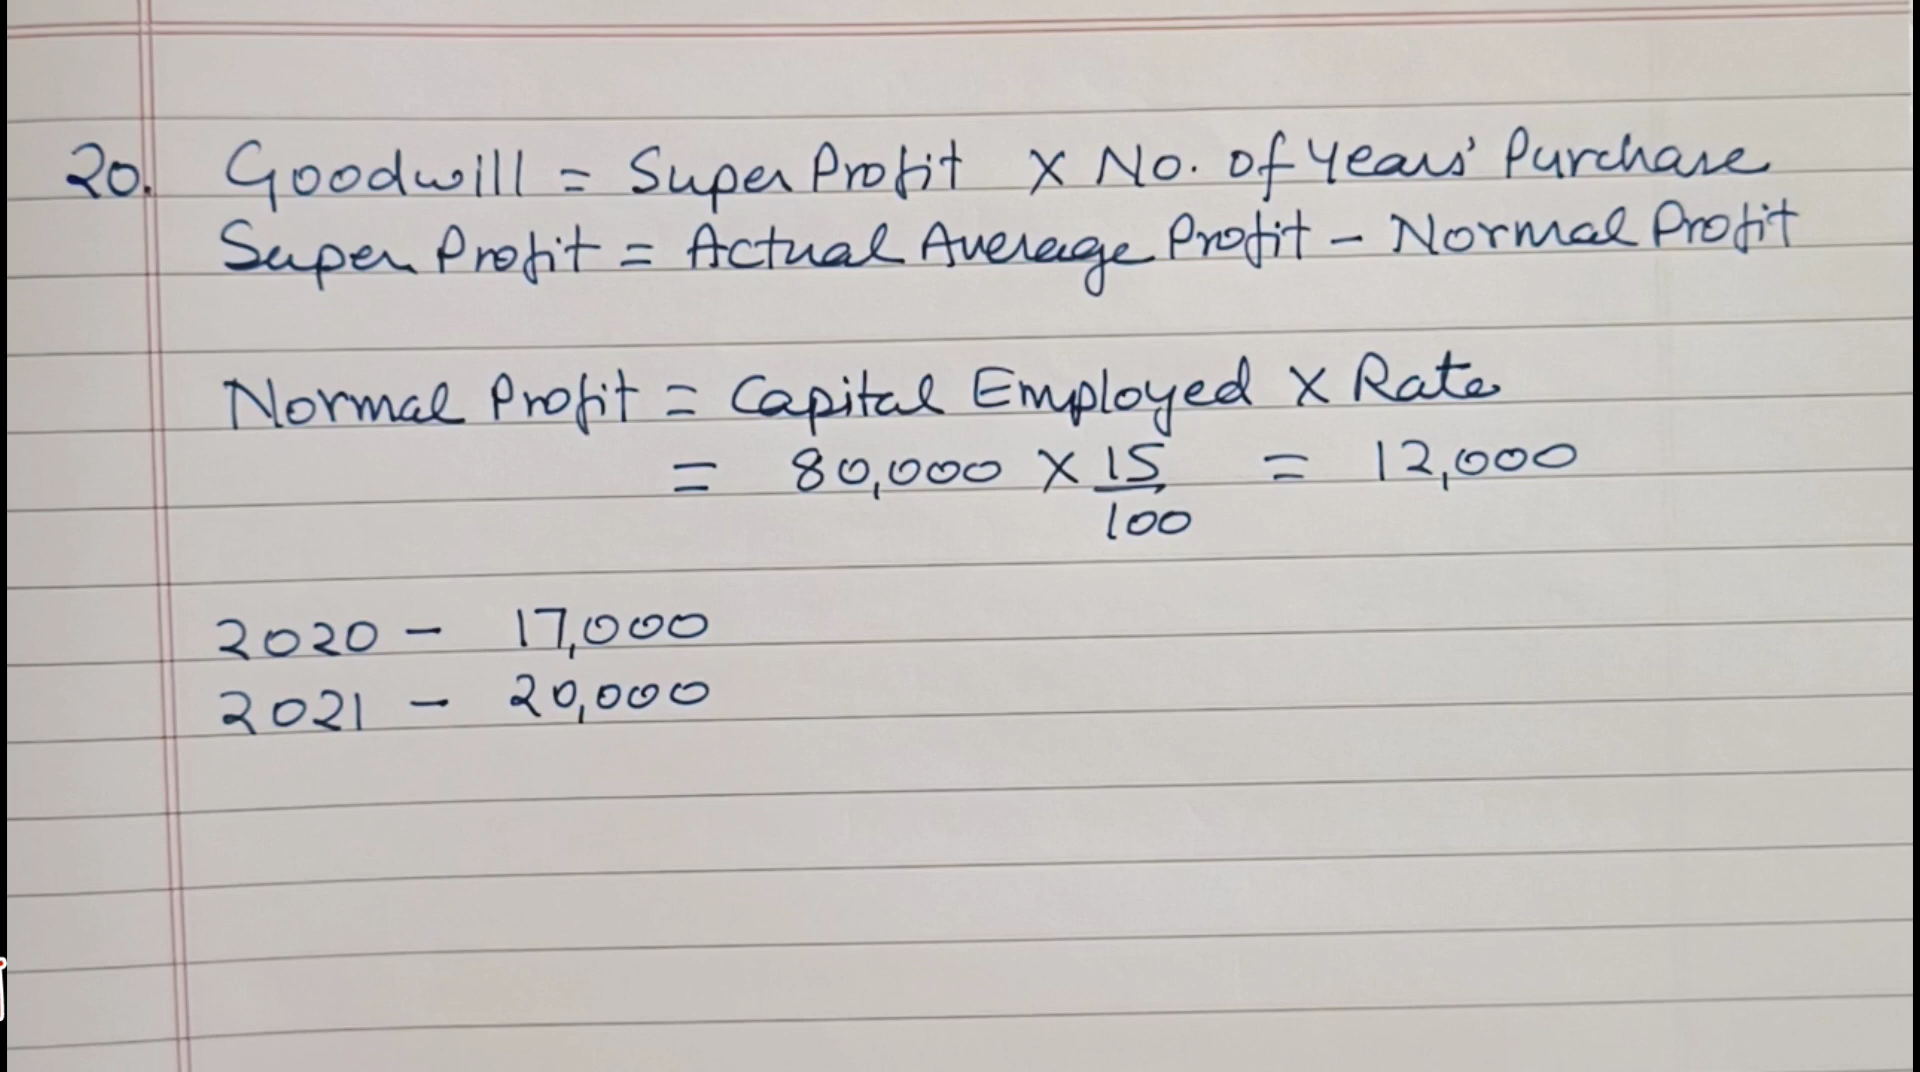 20. Goodwill = Super Profit X No. of Years' Purchase
Super Profit = Actual Average Profit - Normal Profit
Normal Profit = Capital Employed X Rate
= 80,000 X 15/100 = 12,000
2020 - 17,000
2021 - 20,000